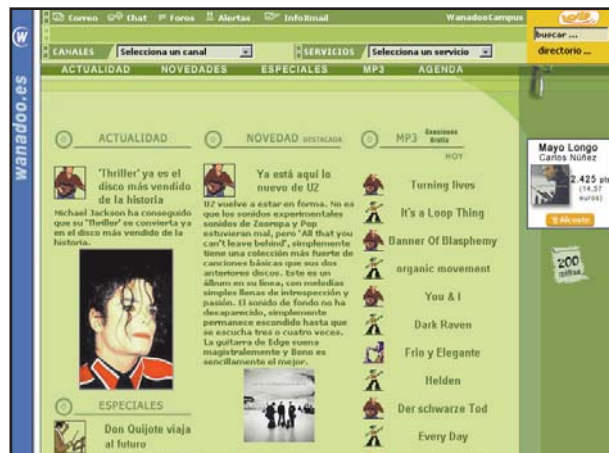 wanadoo.es
Correo Chat Foros Alertas InfoXmail WanadooCampus
CANALES Selecciona un canal SERVICIOS Selecciona un servicio
buscar ...
directorio ...
ACTUALIDAD NOVEDADES ESPECIALES MP3 AGENDA
ACTUALIDAD
'Thriller' ya es el
disco más vendido
de la historia
Michael Jackson ha conseguido
que su 'Thriller' se convierta ya
en el disco más vendido de la
historia.
ESPECIALES
Don Quijote viaja
al futuro
NOVEDAD DESTACADA
Ya está aquí lo
nuevo de U2
U2 vuelve a estar en forma. No es
que los sonidos experimentales
sonidos de Zooropa y Pop
estuvieran mal, pero 'All that you
can't leave behind', simplemente
tiene una colección más fuerte de
canciones básicas que sus dos
anteriores discos. Este es un
álbum en su línea, con melodías
simples llenas de introspección y
pasión. El sonido de fondo no ha
desaparecido, simplemente
permanece escondido hasta que
se escucha tres o cuatro veces.
La guitarra de Edge suena
magistralemente y Bono es
sencillamente el mejor.
MP3 Canciones
Gratis
HOY
Turning lives
It's a Loop Thing
Banner Of Blasphemy
organic movement
You & I
Dark Raven
Frio y Elegante
Helden
Der schwarze Tod
Every Day
Mayo Longo
Carlos Núñez
2.425 pts
(14,57
euros)
Alcoste
200